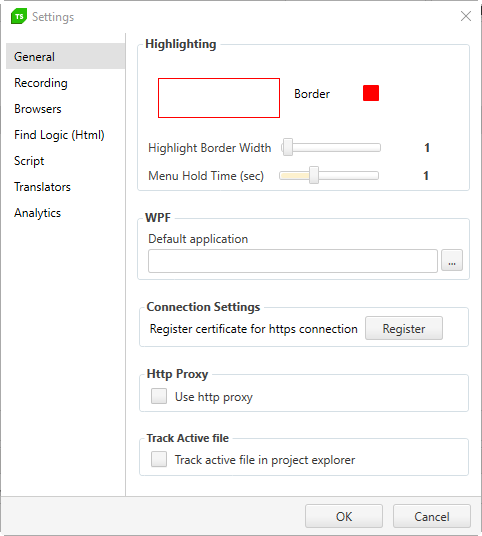 TS Settings
General
Recording
Browsers
Find Logic (Html)
Script
Translators
Analytics
Highlighting
Border
Highlight Border Width 1
Menu Hold Time (sec) 1
WPF
Default application
...
Connection Settings
Register certificate for https connection Register
Http Proxy
Use http proxy
Track Active file
Track active file in project explorer
OK Cancel